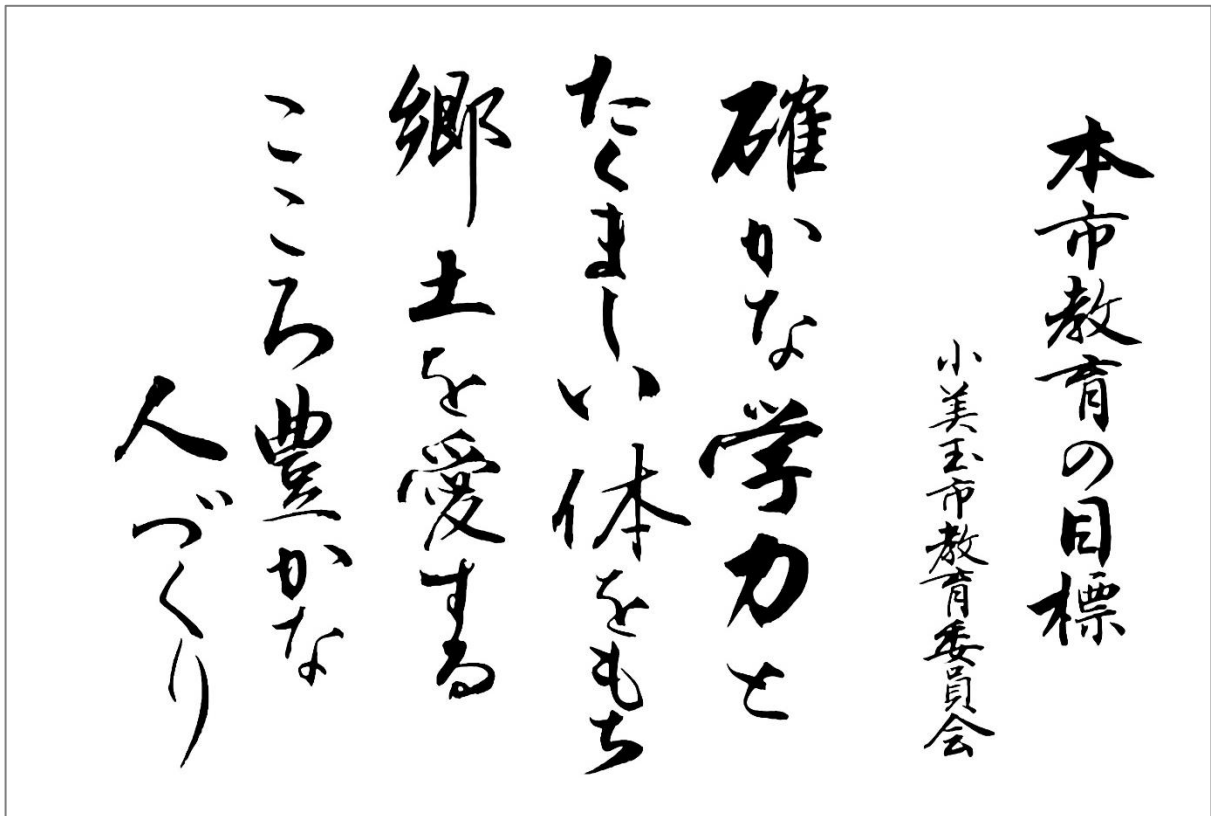 本市教育の目標
小美玉市教育委員会
確かな学力と
たくましい体をもち
郷土を愛する
こころ豊かな
人づくり